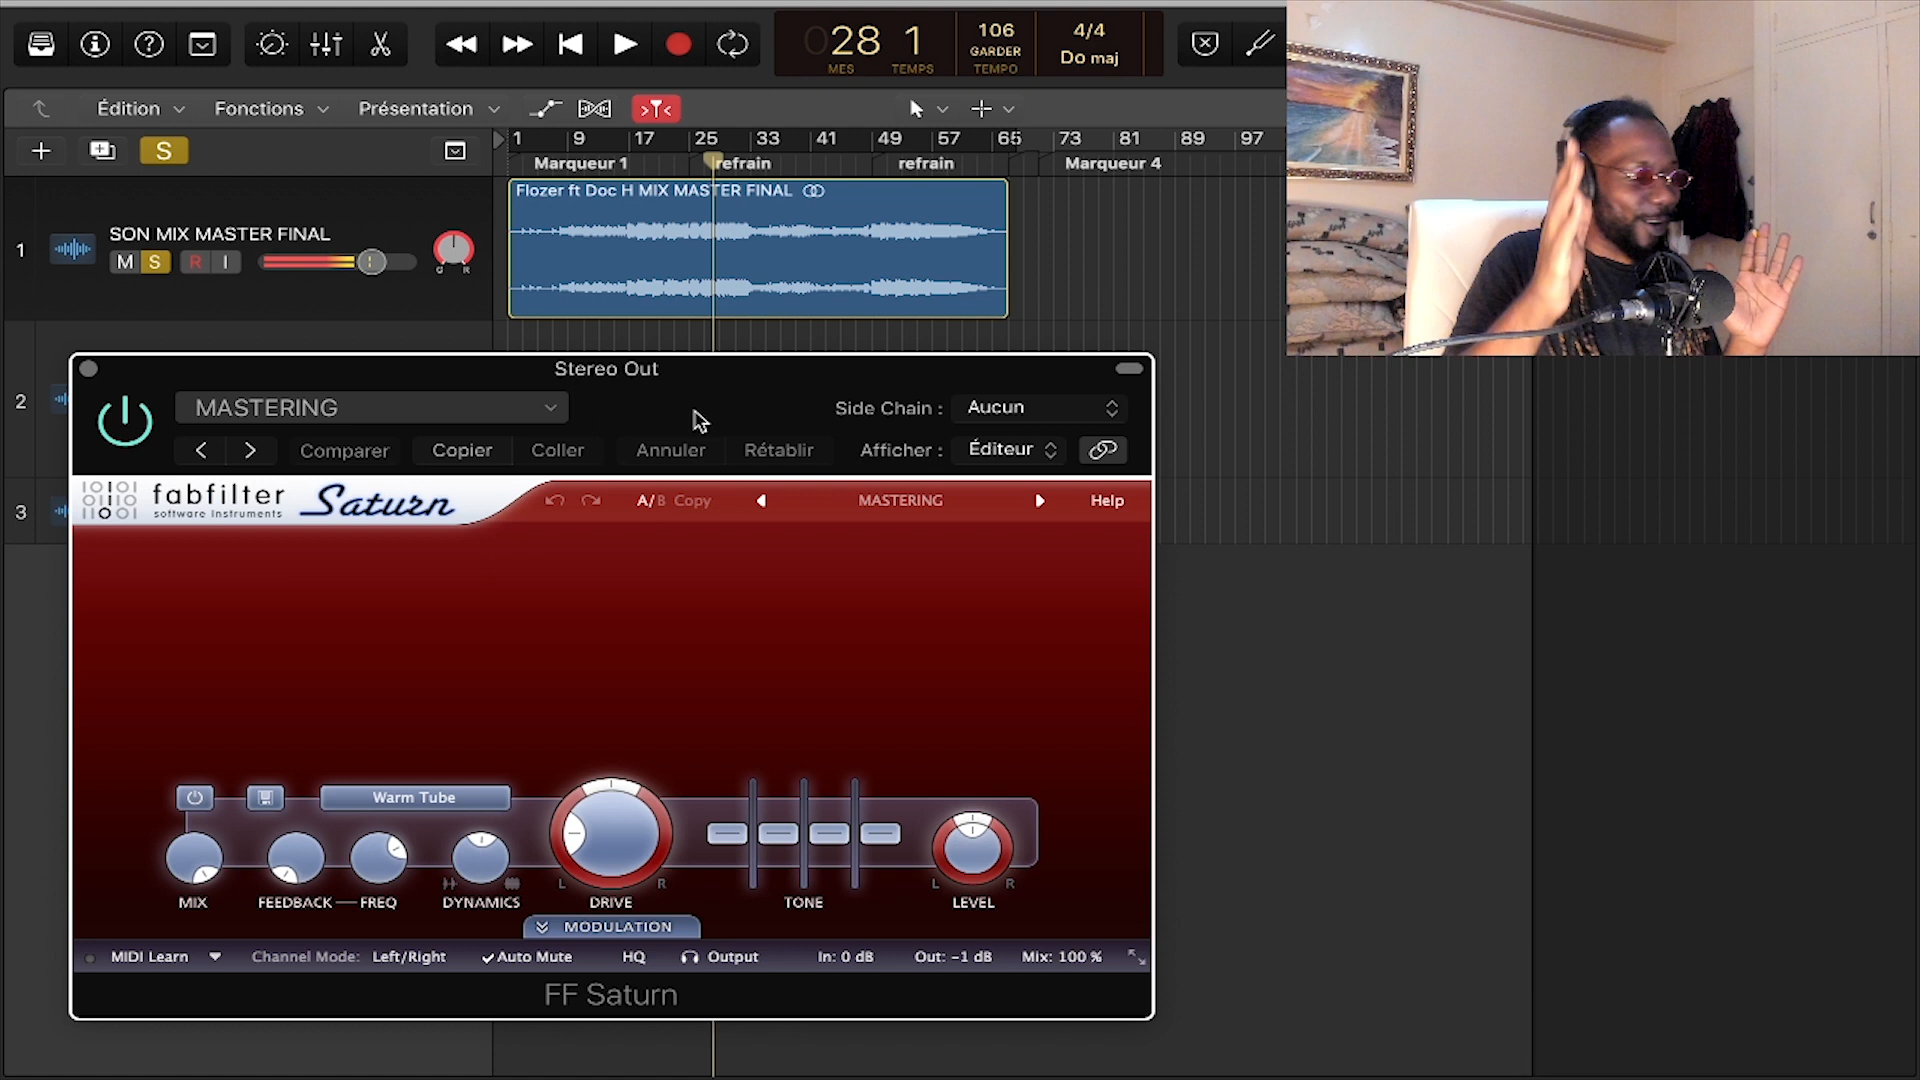 028 1
MES TEMPS
106
GARDER
TEMPO
4/4
Do maj
Édition Fonctions Présentation
S
1 9 17 25 33 41 49 57 65 73 81 89 97
Marqueur 1 refrain refrain Marqueur 4
Flozer ft Doc H MIX MASTER FINAL
1
SON MIX MASTER FINAL
M S R I
2
3
Stereo Out
MASTERING
Side Chain : Aucun
Comparer Copier Coller Annuler Rétablir Afficher : Éditeur
fabfilter
software instruments
Saturn
A/B Copy MASTERING Help
Warm Tube
L R
L R
MIX FEEDBACK FREQ DYNAMICS DRIVE TONE LEVEL
MODULATION
MIDI Learn Channel Mode: Left/Right Auto Mute HQ Output In: 0 dB Out: -1 dB Mix: 100 %
FF Saturn